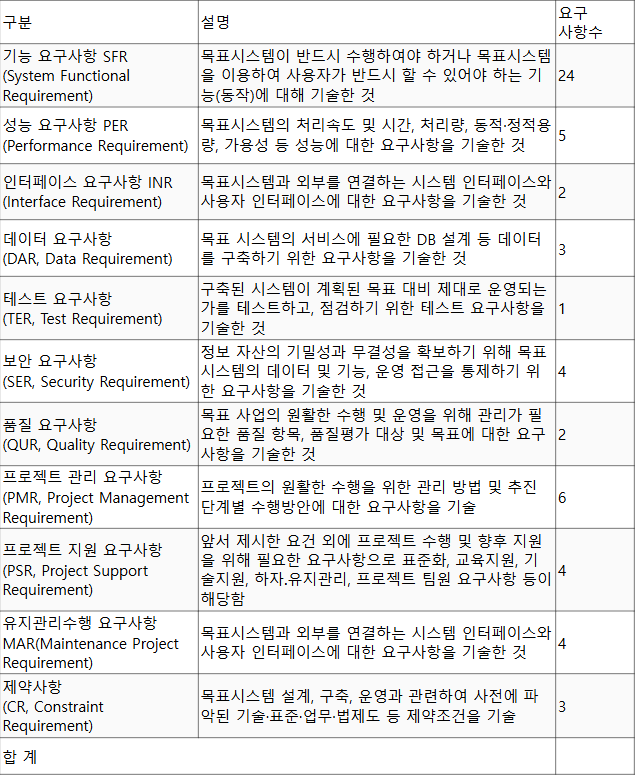 구분
설명
요구
사항수
기능 요구사항 SFR
(System Functional
Requirement)
목표시스템이 반드시 수행하여야 하거나 목표시스템
을 이용하여 사용자가 반드시 할 수 있어야 하는 기
능(동작)에 대해 기술한 것
24
성능 요구사항 PER
(Performance Requirement)
목표시스템의 처리속도 및 시간, 처리량, 동적·정적용
량, 가용성 등 성능에 대한 요구사항을 기술한 것
5
인터페이스 요구사항 INR
(Interface Requirement)
목표시스템과 외부를 연결하는 시스템 인터페이스와
사용자 인터페이스에 대한 요구사항을 기술한 것
2
데이터 요구사항
(DAR, Data Requirement)
목표 시스템의 서비스에 필요한 DB 설계 등 데이터
를 구축하기 위한 요구사항을 기술한 것
3
테스트 요구사항
(TER, Test Requirement)
구축된 시스템이 계획된 목표 대비 제대로 운영되는
가를 테스트하고, 점검하기 위한 테스트 요구사항을
기술한 것
1
보안 요구사항
(SER, Security Requirement)
정보 자산의 기밀성과 무결성을 확보하기 위해 목표
시스템의 데이터 및 기능, 운영 접근을 통제하기 위
한 요구사항을 기술한 것
4
품질 요구사항
(QUR, Quality Requirement)
목표 사업의 원활한 수행 및 운영을 위해 관리가 필
요한 품질 항목, 품질평가 대상 및 목표에 대한 요구
사항을 기술한 것
2
프로젝트 관리 요구사항
(PMR, Project Management
Requirement)
프로젝트의 원활한 수행을 위한 관리 방법 및 추진
단계별 수행방안에 대한 요구사항을 기술
6
프로젝트 지원 요구사항
(PSR, Project Support
Requirement)
앞서 제시한 요건 외에 프로젝트 수행 및 향후 지원
을 위해 필요한 요구사항으로 표준화, 교육지원, 기
술지원, 하자.유지관리, 프로젝트 팀원 요구사항 등이
해당함
4
유지관리수행 요구사항
MAR(Maintenance Project
Requirement)
목표시스템과 외부를 연결하는 시스템 인터페이스와
사용자 인터페이스에 대한 요구사항을 기술한 것
4
제약사항
(CR, Constraint
Requirement)
목표시스템 설계, 구축, 운영과 관련하여 사전에 파
악된 기술·표준·업무·법제도 등 제약조건을 기술
3
합 계